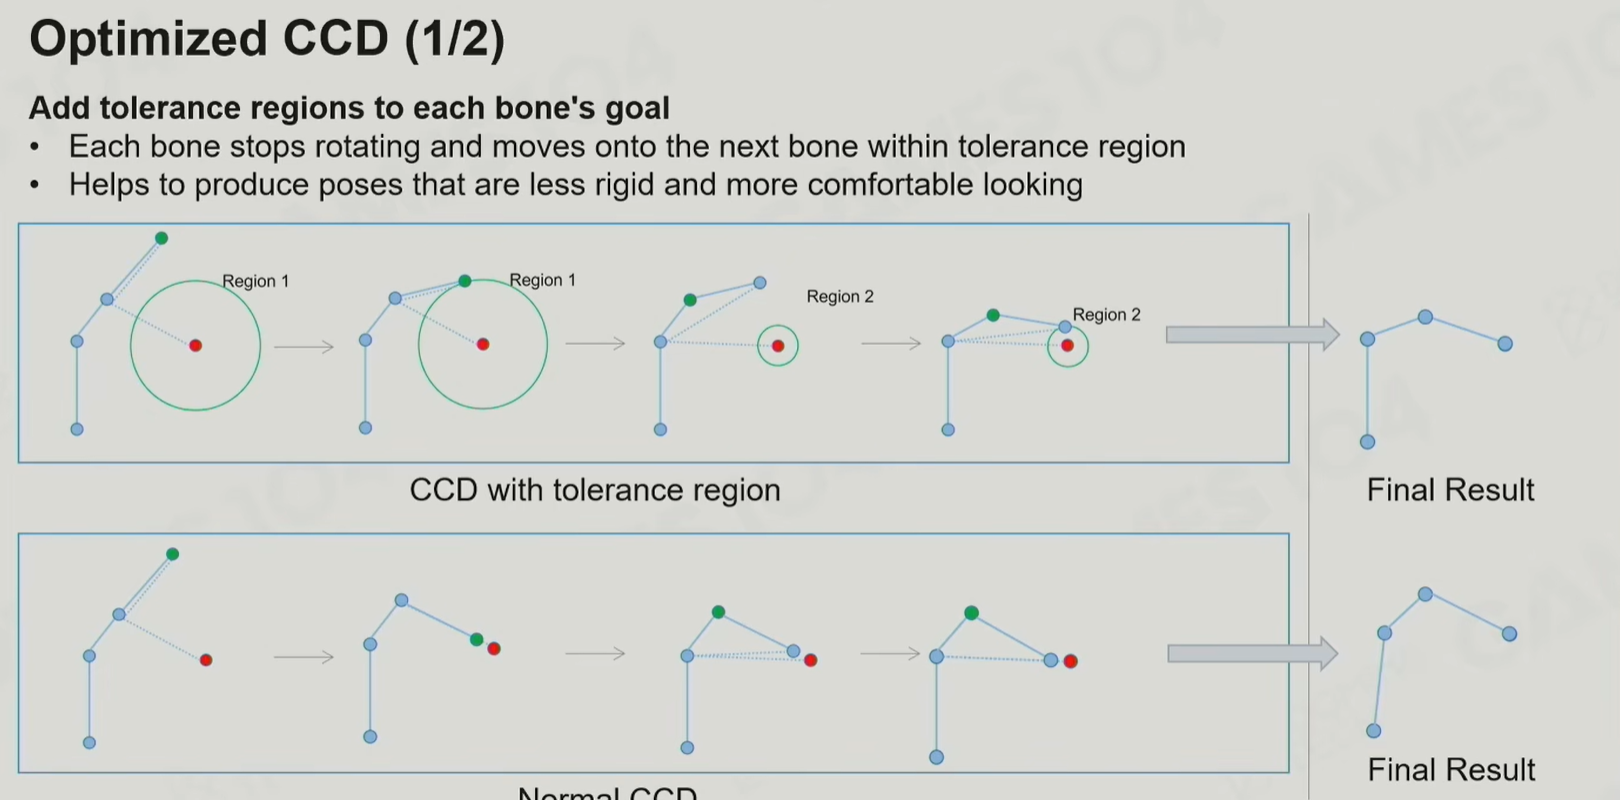 Optimized CCD (1/2)
Add tolerance regions to each bone's goal
• Each bone stops rotating and moves onto the next bone within tolerance region
• Helps to produce poses that are less rigid and more comfortable looking
Region 1
Region 1
Region 2
Region 2
CCD with tolerance region
Final Result
Final Result
Normal CCD